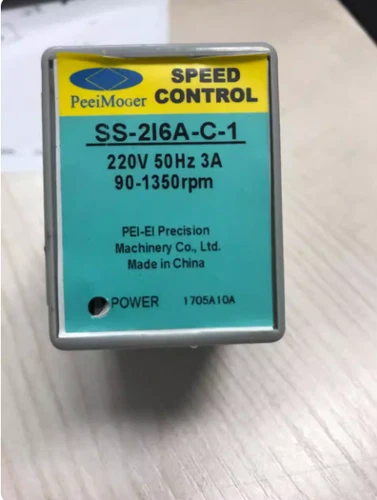 PeeiMoger
SPEED
CONTROL
SS-2I6A-C-1
220V 50Hz 3A
90-1350rpm
PEI-EI Precision
Machinery Co., Ltd.
Made in China
POWER 1705A10A